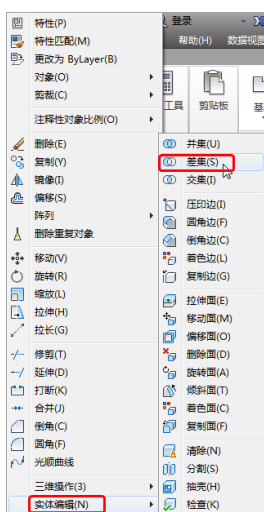 特性(P)
特性匹配(M)
更改为 ByLayer(B)
对象(O)
剪裁(C)
注释性对象比例(O)
删除(E)
复制(Y)
镜像(I)
偏移(S)
阵列
删除重复对象
移动(V)
旋转(R)
缩放(L)
拉伸(H)
拉长(G)
修剪(T)
延伸(D)
打断(K)
合并(J)
倒角(C)
圆角(F)
光顺曲线
三维操作(3)
实体编辑(N)
登录
帮助(H) 数据视图
工具 剪贴板 基
并集(U)
差集(S)
交集(I)
压印边(I)
圆角边(F)
倒角边(C)
着色边(L)
复制边(G)
拉伸面(E)
移动面(M)
偏移面(O)
删除面(D)
旋转面(A)
倾斜面(T)
着色面(C)
复制面(F)
清除(N)
分割(S)
抽壳(H)
检查(K)